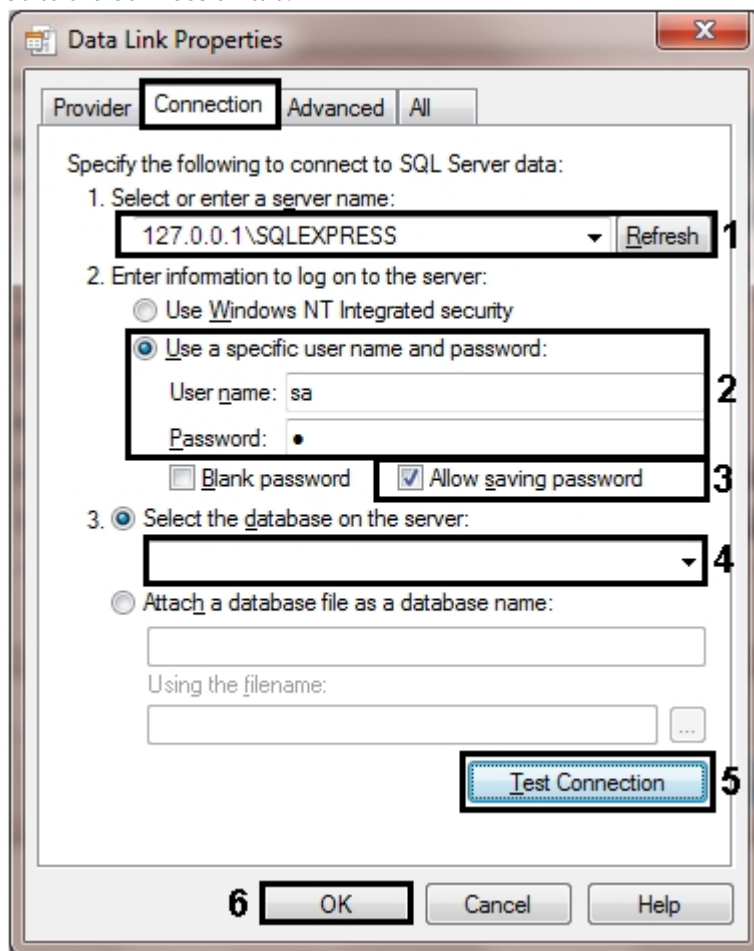 Data Link Properties
Provider Connection Advanced All
Specify the following to connect to SQL Server data:
1. Select or enter a server name:
127.0.0.1\SQLEXPRESS Refresh 1
2. Enter information to log on to the server:
Use Windows NT Integrated security
Use a specific user name and password:
User name: sa 2
Password: ●
Blank password Allow saving password 3
3. Select the database on the server:
4
Attach a database file as a database name:
Using the filename:
...
Test Connection 5
6 OK Cancel Help